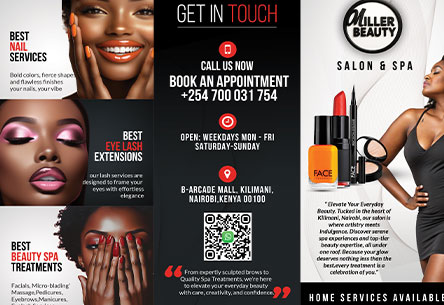 BEST
NAIL
SERVICES
Bold colors, fierce shape
and flawless finishes
your nails, your vibe
BEST
EYE LASH
EXTENSIONS
our lash services are
designed to frame your
eyes with effortless
elegance
BEST
BEAUTY SPA
TREATMENTS
Facials, Micro-blading
Massage,Pedicures,
Eyebrows,Manicures,
GET IN TOUCH
CALL US NOW
BOOK AN APPOINTMENT
+254 700 031 754
OPEN: WEEKDAYS MON - FRI
SATURDAY-SUNDAY
B-ARCADE MALL, KILIMANI,
NAIROBI,KENYA 00100
From expertly sculpted brows to
Quality Spa Treatments, we're here
to elevate your everyday beauty
with care, creativity, and confidence.
MILLER
BEAUTY
SALON & SPA
FACE
FACE
" Elevate Your Everyday
Beauty. Tucked in the heart of
Kilimani, Nairobi, our salon is
where artistry meets
Indulgence. Discover serene
spa experiences and top-tier
beauty expertise, all under
one roof. Because your glow
deserves nothing less than the
best.every treatment is a
celebration of you."
HOME SERVICES AVAILABLE